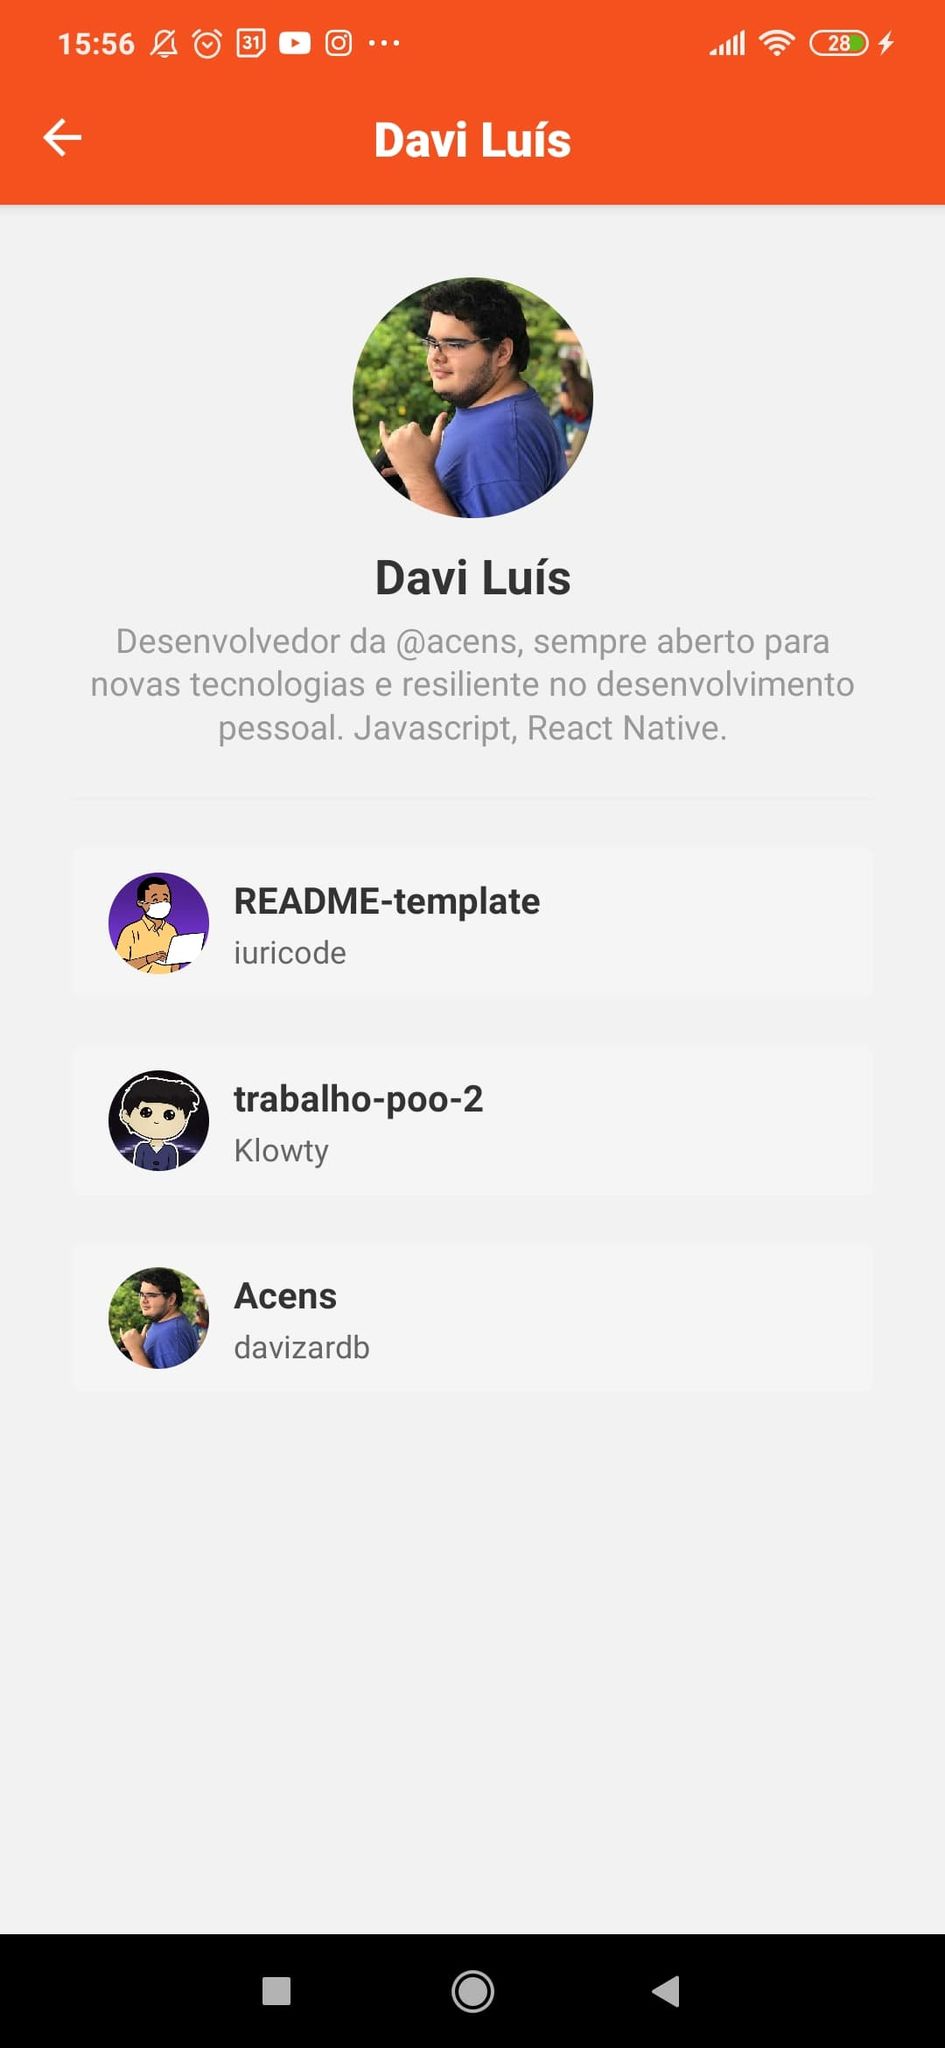 15:56 31 28
Davi Luís
Davi Luís
Desenvolvedor da @acens, sempre aberto para
novas tecnologias e resiliente no desenvolvimento
pessoal. Javascript, React Native.
README-template
iuricode
trabalho-poo-2
Klowty
Acens
davizardb